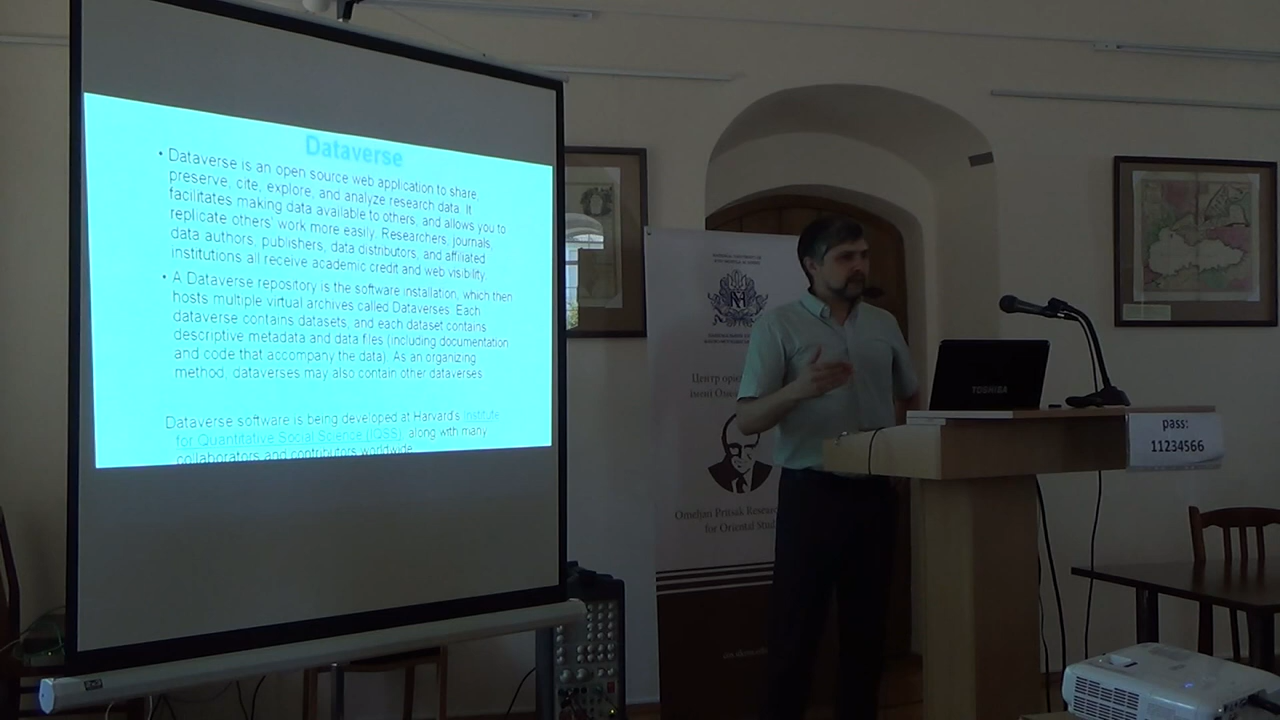 Dataverse
• Dataverse is an open source web application to share,
preserve, cite, explore, and analyze research data. It
facilitates making data available to others, and allows you to
replicate others' work more easily. Researchers, journals,
data authors, publishers, data distributors, and affiliated
institutions all receive academic credit and web visibility.
• A Dataverse repository is the software installation, which then
hosts multiple virtual archives called Dataverses. Each
dataverse contains datasets, and each dataset contains
descriptive metadata and data files (including documentation
and code that accompany the data). As an organizing
method, dataverses may also contain other dataverses.
Dataverse software is being developed at Harvard's Institute
for Quantitative Social Science (IQSS), along with many
collaborators and contributors worldwide.
NATIONAL UNIVERSITY OF
Центр
імені
Omeljan Pritsak
for Oriental
TOSHIBA
pass:
11234566